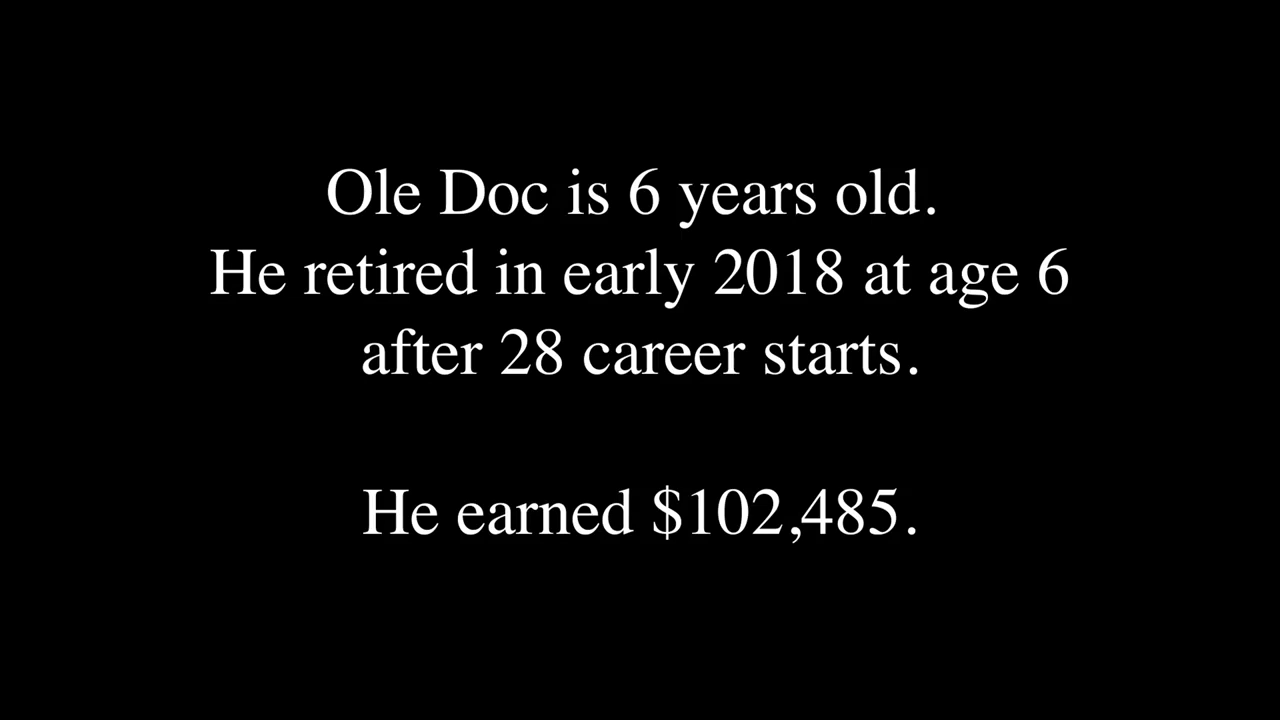 Ole Doc is 6 years old.
He retired in early 2018 at age 6
after 28 career starts.
He earned $102,485.